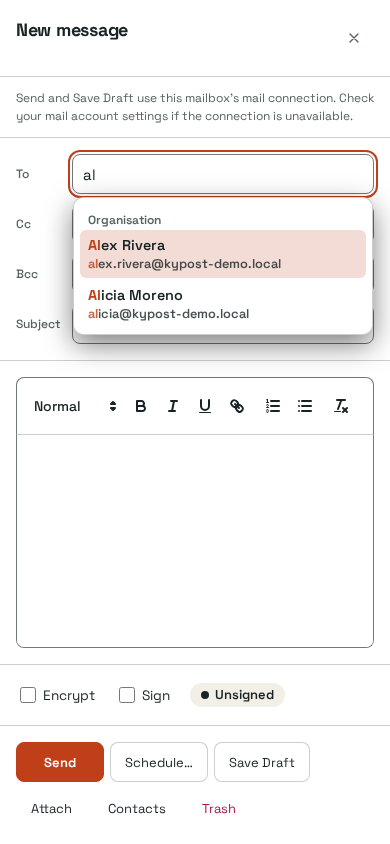 New message
Send and Save Draft use this mailbox's mail connection. Check
your mail account settings if the connection is unavailable.
To
al
Cc
Organisation
Alex Rivera
alex.rivera@kypost-demo.local
Bcc
Alicia Moreno
alicia@kypost-demo.local
Subject
Normal
Encrypt
Sign
Unsigned
Send
Schedule…
Save Draft
Attach
Contacts
Trash